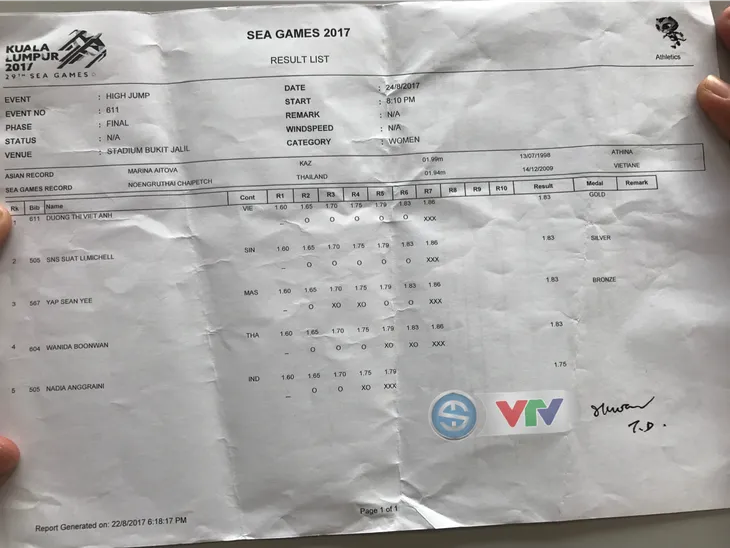 KUALA
LUMPUR
2017
29TH SEA GAMES
SEA GAMES 2017
RESULT LIST
Athletics
EVENT : HIGH JUMP DATE : 24/8/2017
EVENT NO : 611 START : 8:10 PM
PHASE : FINAL REMARK : N/A
STATUS : N/A WINDSPEED : N/A
VENUE : STADIUM BUKIT JALIL CATEGORY : WOMEN
ASIAN RECORD MARINA AITOVA KAZ 01.99m 13/07/1998 ATHINA
SEA GAMES RECORD NOENGRUTHAI CHAIPETCH THAILAND 01.94m 14/12/2009 VIETIANE
Rk Bib Name Cont R1 R2 R3 R4 R5 R6 R7 R8 R9 R10 Result Medal Remark
1 611 DUONG THI VIET ANH VIE 1.60 1.65 1.70 1.75 1.79 1.83 1.86 1.83 GOLD
– O O O O O XXX
2 505 SNS SUAT LI,MICHELL SIN 1.60 1.65 1.70 1.75 1.79 1.83 1.86 1.83 SILVER
– O O O O O XXX
3 567 YAP SEAN YEE MAS 1.60 1.65 1.70 1.75 1.79 1.83 1.86 1.83 BRONZE
– O XO XO O O XXX
4 604 WANIDA BOONWAN THA 1.60 1.65 1.70 1.75 1.79 1.83 1.86 1.83
– O O O XO XO XXX
5 505 NADIA ANGGRAINI IND 1.60 1.65 1.70 1.75 1.79 1.75
– O O XO XXX
VTV
T.D.
Report Generated on: 22/8/2017 6:18:17 PM
Page 1 of 1